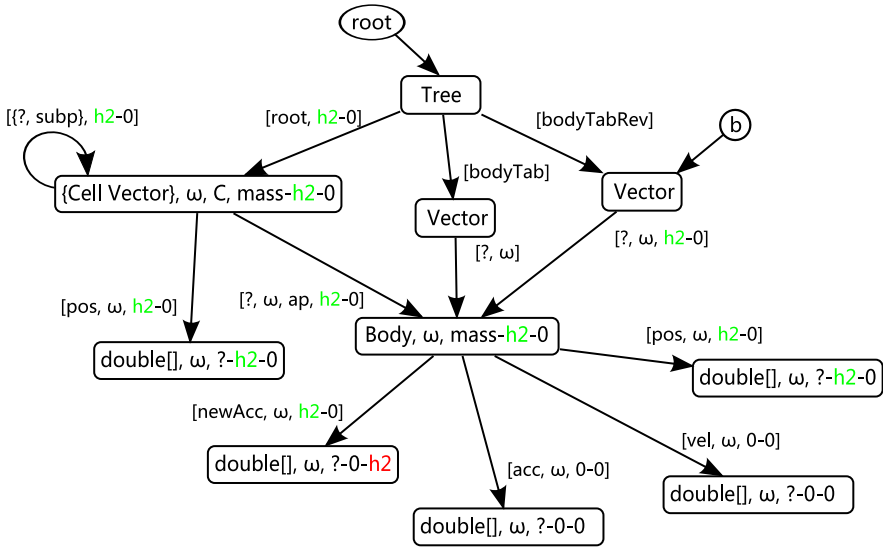 root
Tree
[{?, subp}, h2-0]
[root, h2-0]
[bodyTabRev]
b
[bodyTab]
{Cell Vector}, ω, C, mass-h2-0
Vector
Vector
[?, ω]
[?, ω, h2-0]
[pos, ω, h2-0]
[?, ω, ap, h2-0]
Body, ω, mass-h2-0
[pos, ω, h2-0]
double[], ω, ?-h2-0
double[], ω, ?-h2-0
[newAcc, ω, h2-0]
[vel, ω, 0-0]
double[], ω, ?-0-h2
[acc, ω, 0-0]
double[], ω, ?-0-0
double[], ω, ?-0-0